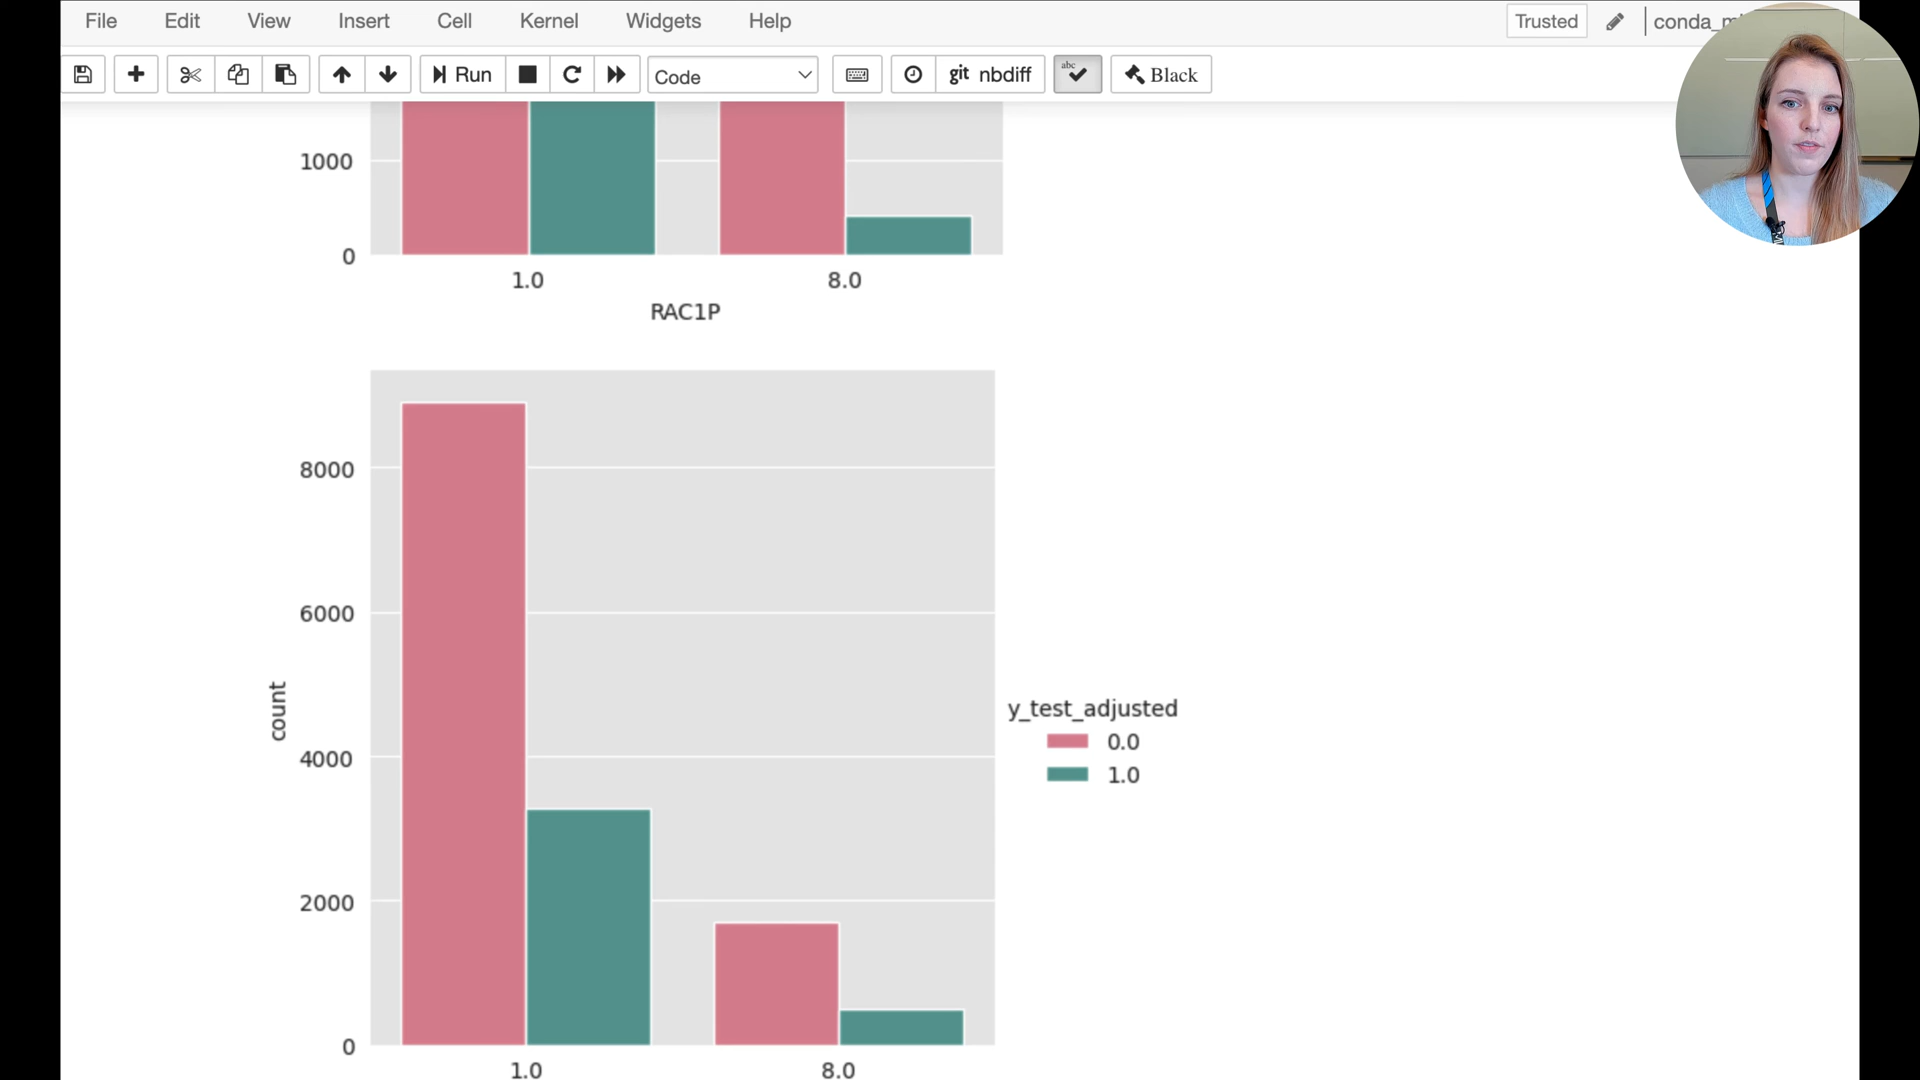 File Edit View Insert Cell Kernel Widgets Help Trusted
Run Code git nbdiff abc Black
1000
0
1.0 8.0
RAC1P
8000
6000
4000
2000
0
count
y_test_adjusted
0.0
1.0
1.0 8.0